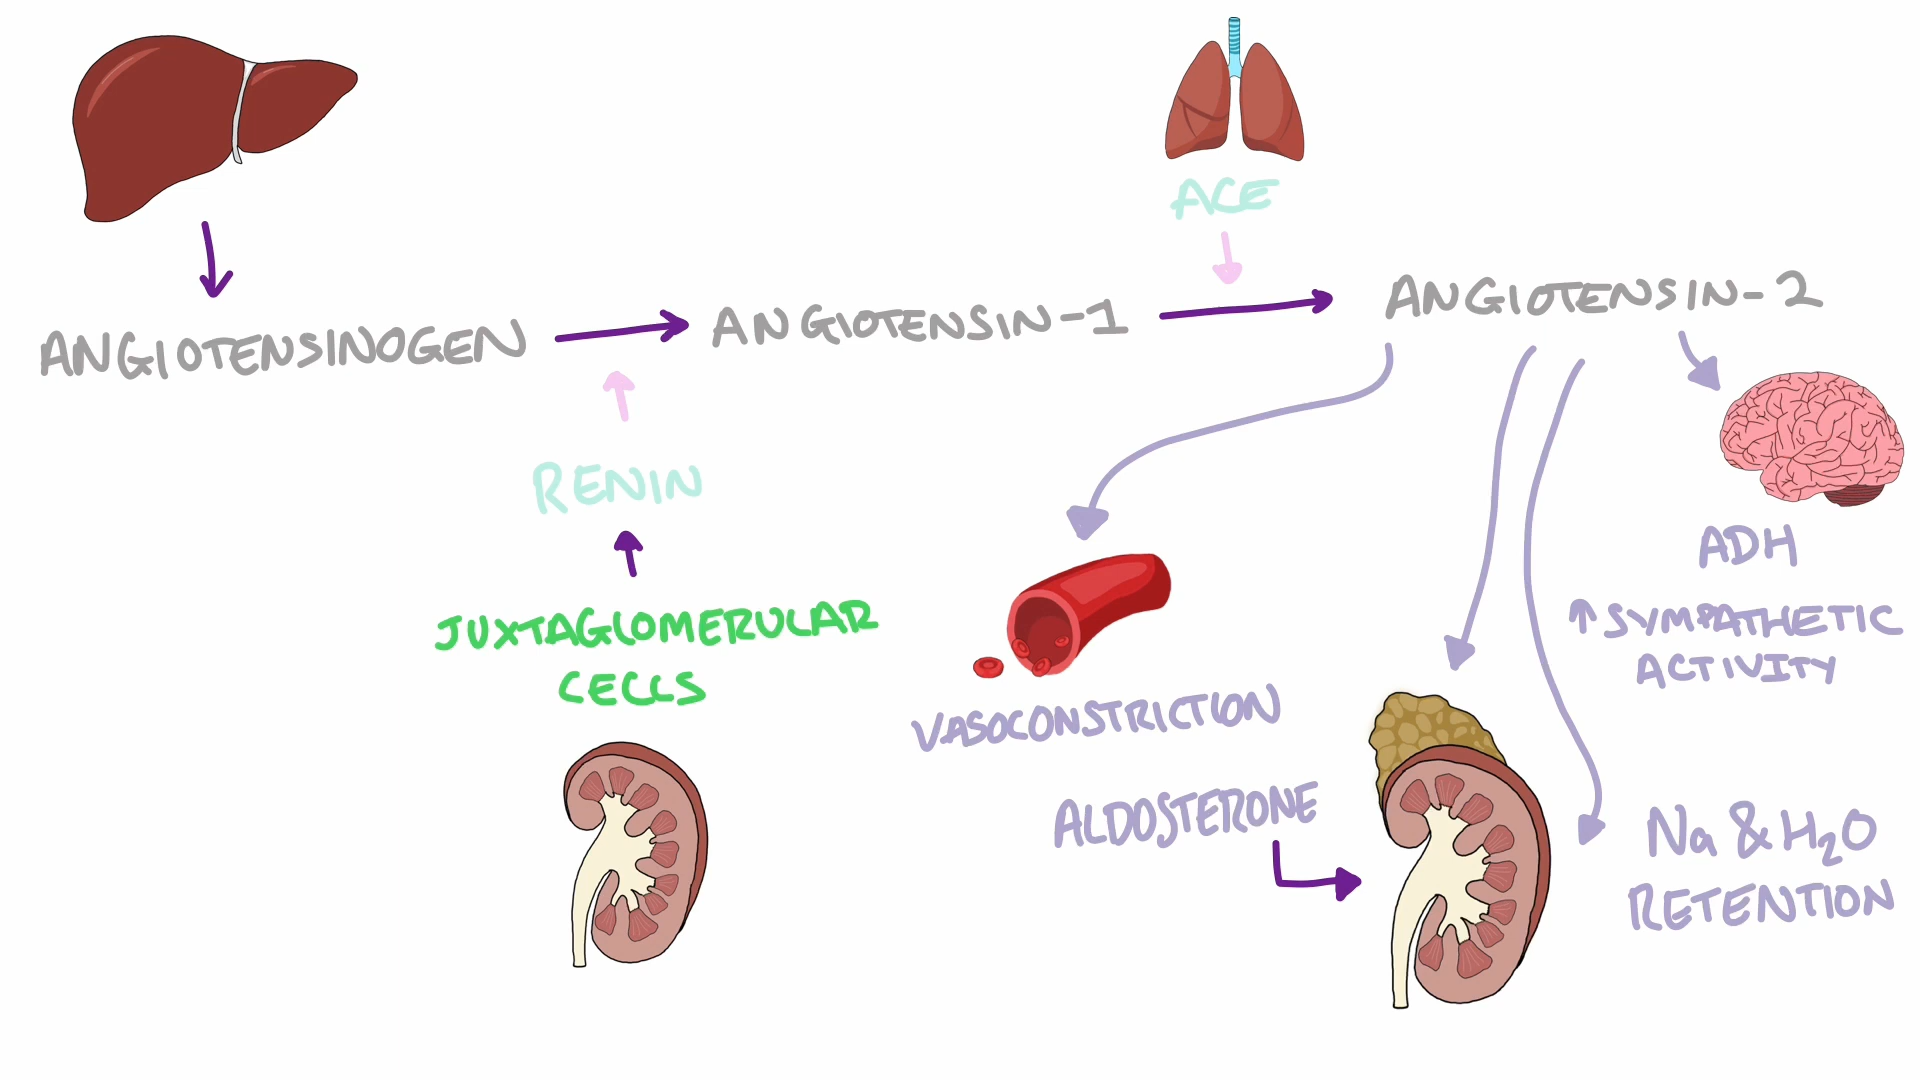 ACE
ANGIOTENSINOGEN
ANGIOTENSIN-1
ANGIOTENSIN-2
RENIN
JUXTAGLOMERULAR
CELLS
VASOCONSTRICTION
ALDOSTERONE
ADH
↑ SYMPATHETIC
ACTIVITY
Na & H₂O
RETENTION